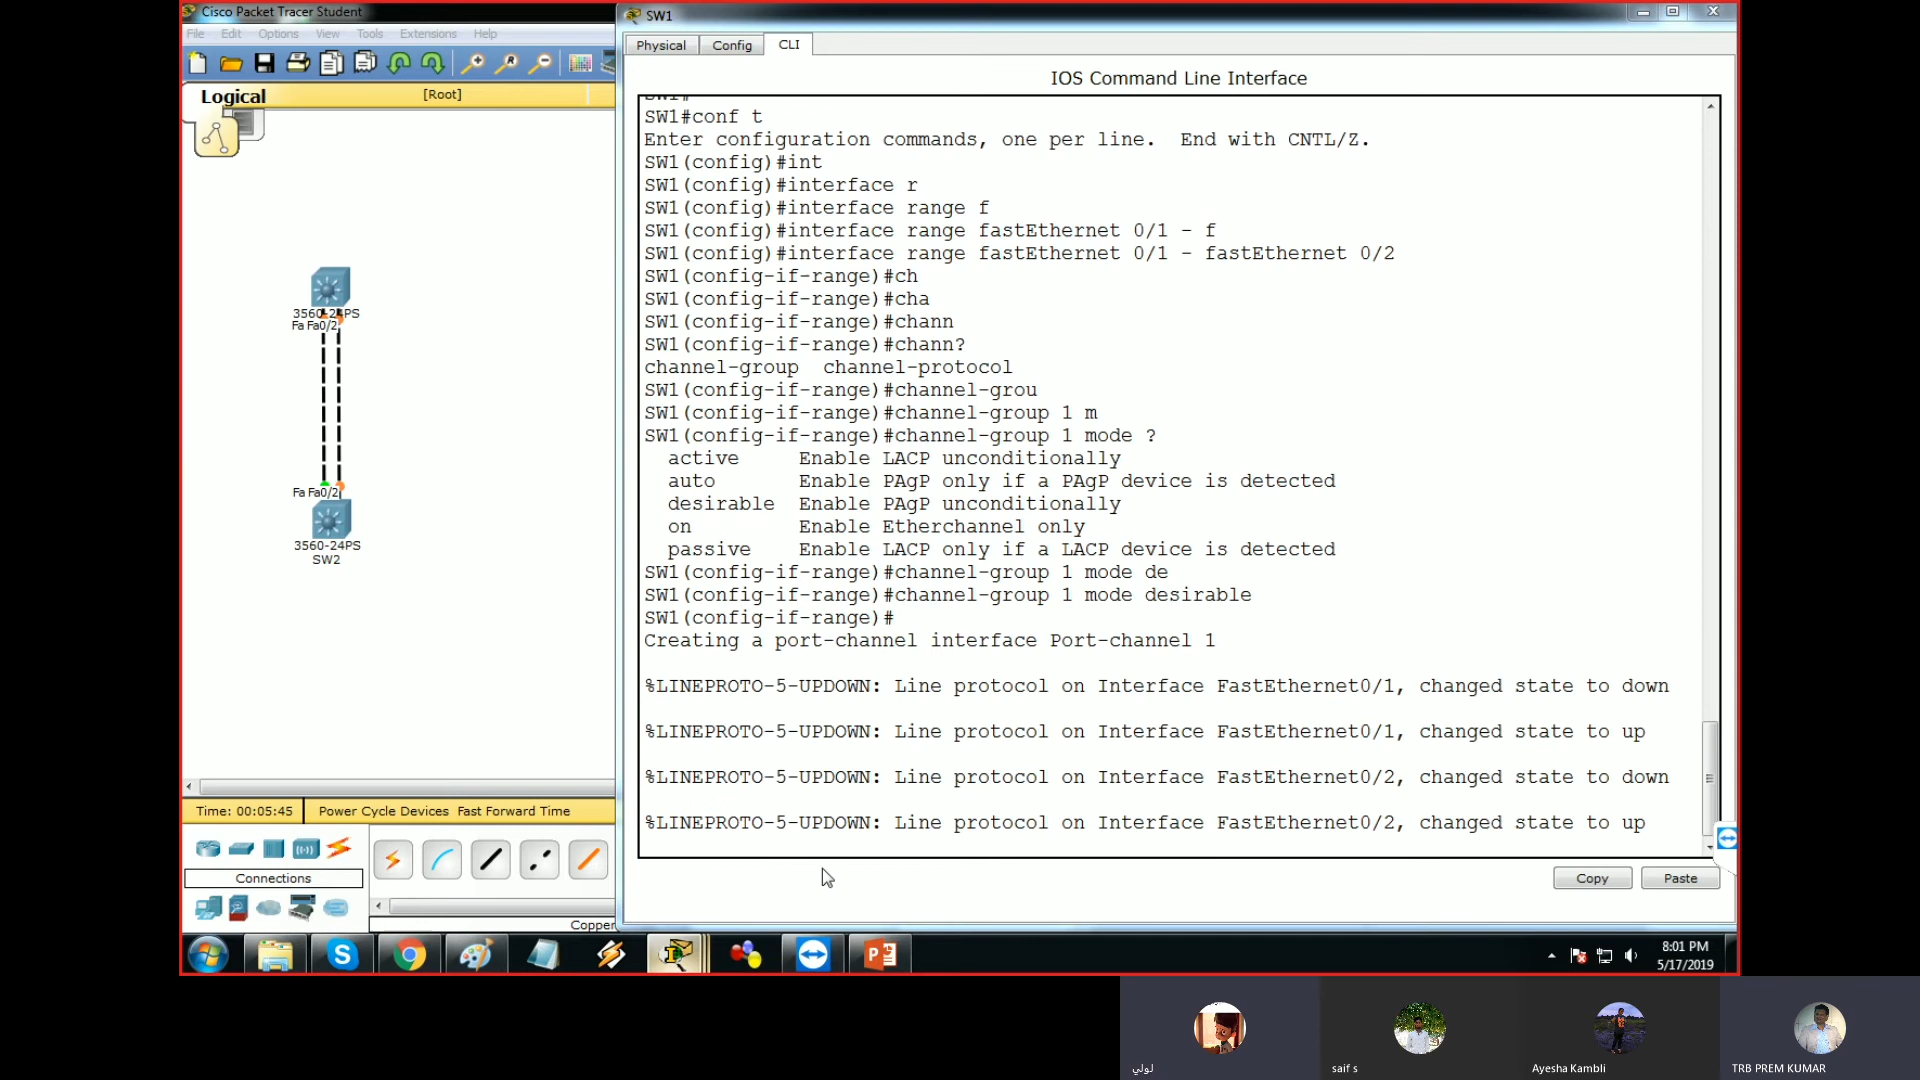 Cisco Packet Tracer Student
File Edit Options View Tools Extensions Help
Logical
[Root]
3560-24PS
Fa Fa0/2
Fa Fa0/2
3560-24PS
SW2
Time: 00:05:45
Power Cycle Devices Fast Forward Time
Connections
Copper
SW1
Physical Config CLI
IOS Command Line Interface
SW1#
SW1#conf t
Enter configuration commands, one per line. End with CNTL/Z.
SW1(config)#int
SW1(config)#interface r
SW1(config)#interface range f
SW1(config)#interface range fastEthernet 0/1 - f
SW1(config)#interface range fastEthernet 0/1 - fastEthernet 0/2
SW1(config-if-range)#ch
SW1(config-if-range)#cha
SW1(config-if-range)#chann
SW1(config-if-range)#chann?
channel-group channel-protocol
SW1(config-if-range)#channel-grou
SW1(config-if-range)#channel-group 1 m
SW1(config-if-range)#channel-group 1 mode ?
active Enable LACP unconditionally
auto Enable PAgP only if a PAgP device is detected
desirable Enable PAgP unconditionally
on Enable Etherchannel only
passive Enable LACP only if a LACP device is detected
SW1(config-if-range)#channel-group 1 mode de
SW1(config-if-range)#channel-group 1 mode desirable
SW1(config-if-range)#
Creating a port-channel interface Port-channel 1
%LINEPROTO-5-UPDOWN: Line protocol on Interface FastEthernet0/1, changed state to down
%LINEPROTO-5-UPDOWN: Line protocol on Interface FastEthernet0/1, changed state to up
%LINEPROTO-5-UPDOWN: Line protocol on Interface FastEthernet0/2, changed state to down
%LINEPROTO-5-UPDOWN: Line protocol on Interface FastEthernet0/2, changed state to up
Copy Paste
8:01 PM
5/17/2019
لولي
saif s
Ayesha Kambli
TRB PREM KUMAR